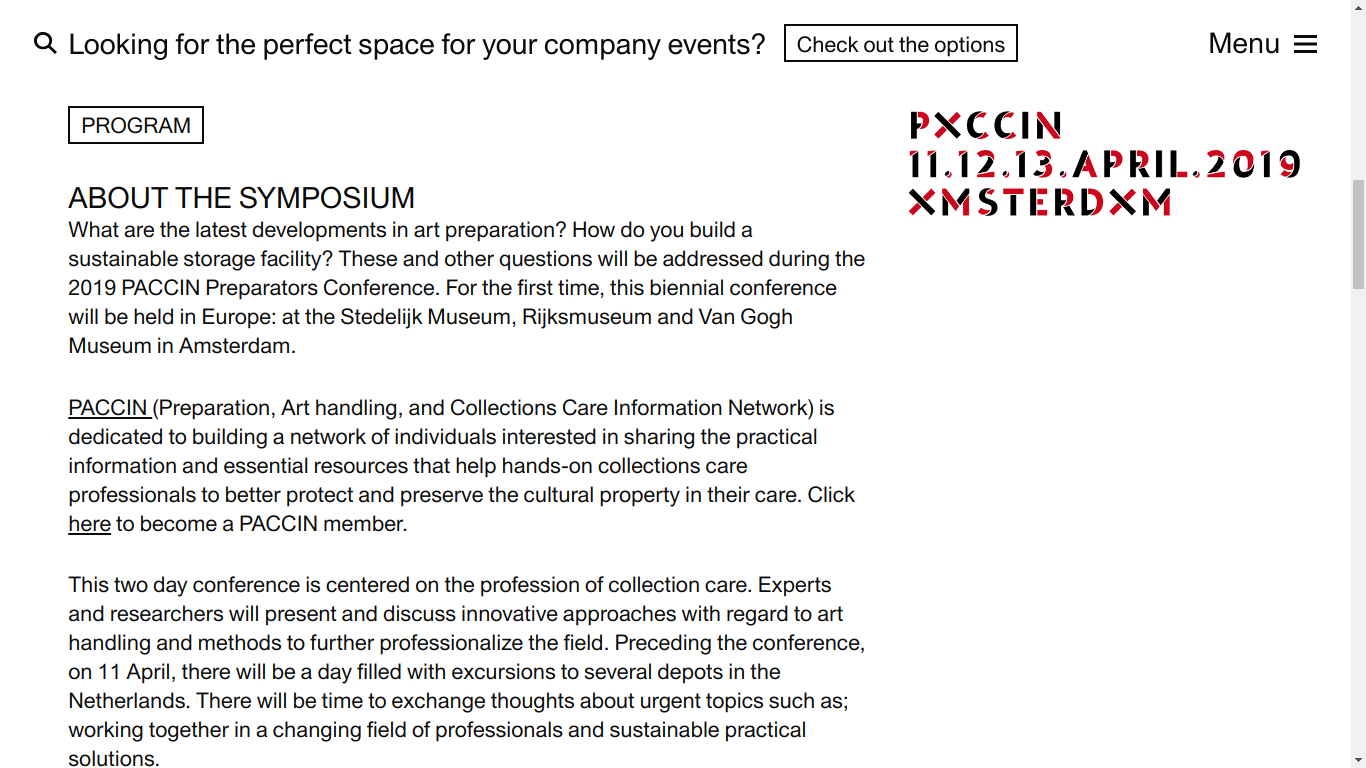 Looking for the perfect space for your company events?
Check out the options
Menu
PROGRAM
PXCCIN
11.12.13.APRIL.2019
XMSTERDXM
ABOUT THE SYMPOSIUM
What are the latest developments in art preparation? How do you build a
sustainable storage facility? These and other questions will be addressed during the
2019 PACCIN Preparators Conference. For the first time, this biennial conference
will be held in Europe: at the Stedelijk Museum, Rijksmuseum and Van Gogh
Museum in Amsterdam.
PACCIN (Preparation, Art handling, and Collections Care Information Network) is
dedicated to building a network of individuals interested in sharing the practical
information and essential resources that help hands-on collections care
professionals to better protect and preserve the cultural property in their care. Click
here to become a PACCIN member.
This two day conference is centered on the profession of collection care. Experts
and researchers will present and discuss innovative approaches with regard to art
handling and methods to further professionalize the field. Preceding the conference,
on 11 April, there will be a day filled with excursions to several depots in the
Netherlands. There will be time to exchange thoughts about urgent topics such as;
working together in a changing field of professionals and sustainable practical
solutions.